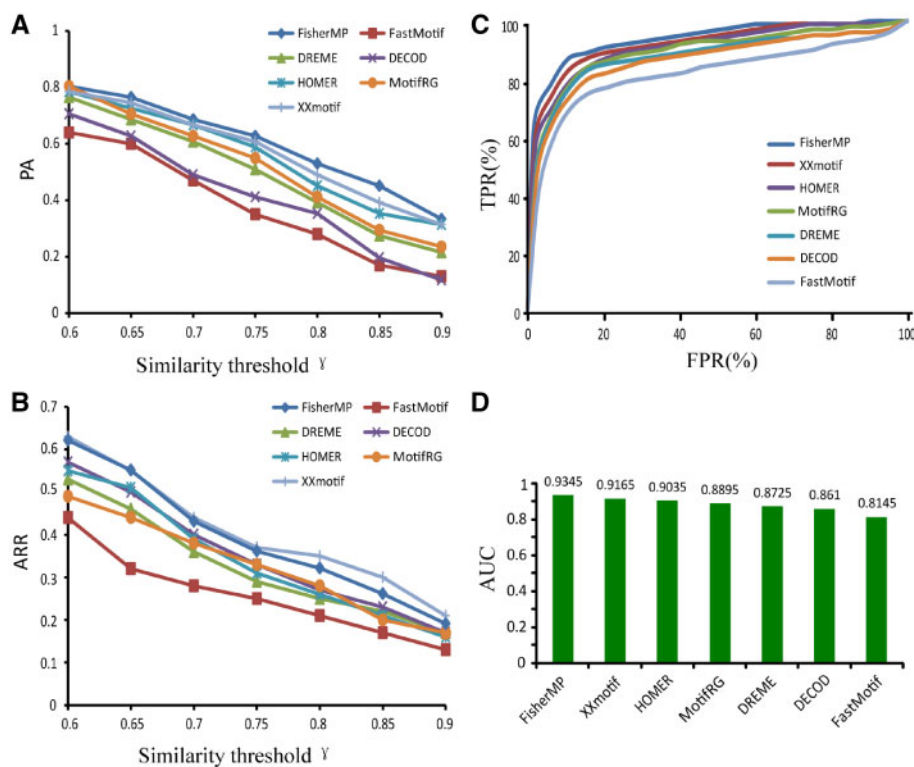 A
1
0.8
0.6
0.4
0.2
0
PA
FisherMP
FastMotif
DREME
DECOD
HOMER
MotifRG
XXmotif
0.6 0.65 0.7 0.75 0.8 0.85 0.9
Similarity threshold γ
B
0.7
0.6
0.5
0.4
0.3
0.2
0.1
0
ARR
FisherMP
FastMotif
DREME
DECOD
HOMER
MotifRG
XXmotif
0.6 0.65 0.7 0.75 0.8 0.85 0.9
Similarity threshold γ
C
100
80
60
40
20
0
TPR(%)
FisherMP
XXmotif
HOMER
MotifRG
DREME
DECOD
FastMotif
0 20 40 60 80 100
FPR(%)
D
1
0.8
0.6
0.4
0.2
0
AUC
0.9345 0.9165 0.9035 0.8895 0.8725 0.861 0.8145
FisherMP
XXmotif
HOMER
MotifRG
DREME
DECOD
FastMotif